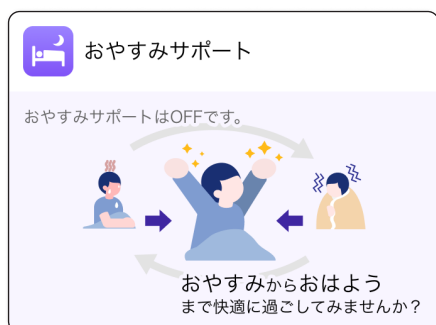 おやすみサポート
おやすみサポートはOFFです。
おやすみからおはよう
まで快適に過ごしてみませんか？